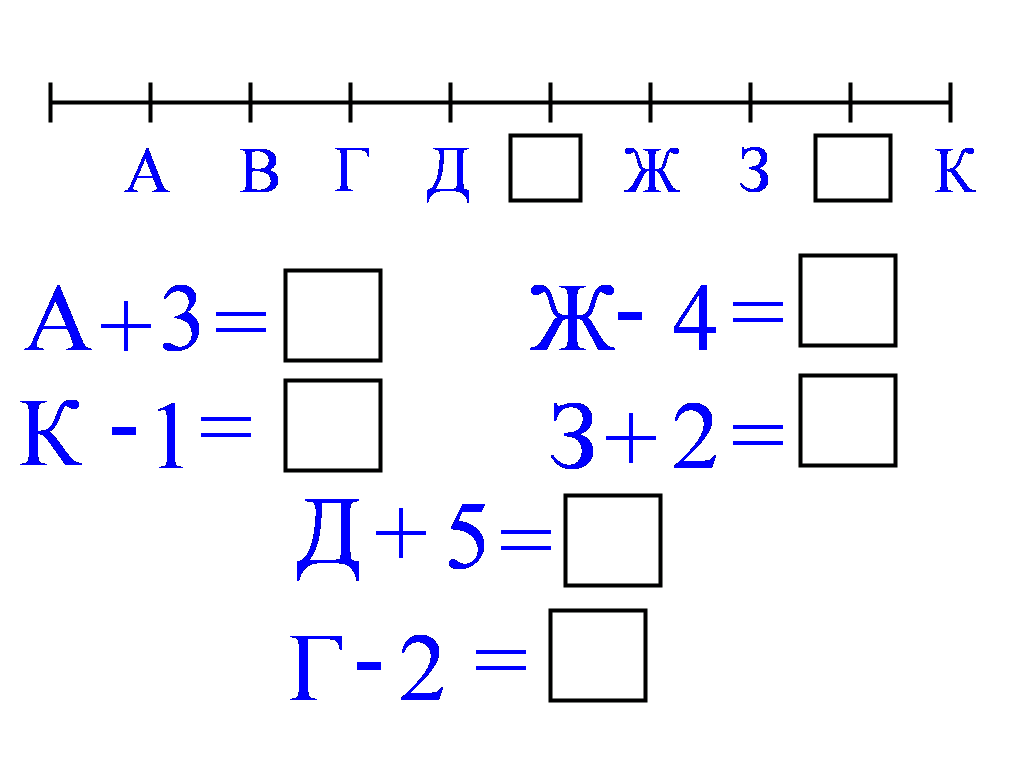 А В Г Д Ж З К
А+3= Ж- 4=
К -1= З+2=
Д+5=
Г-2 =